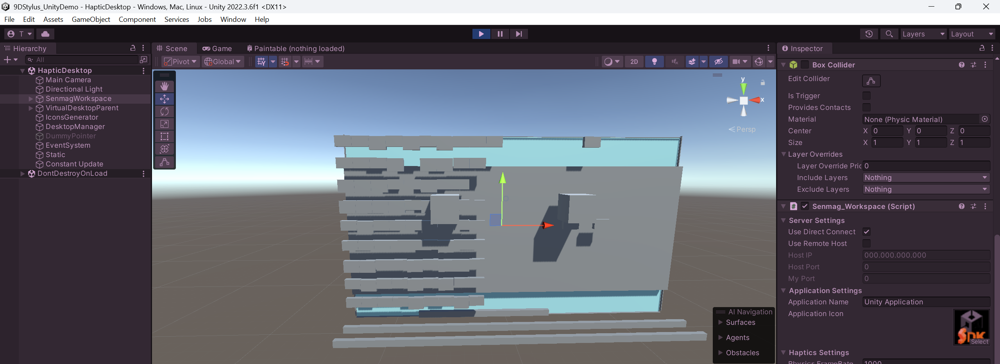 9DStylus_UnityDemo - HapticDesktop - Windows, Mac, Linux - Unity 2022.3.6f1 <DX11>
File Edit Assets GameObject Component Services Jobs Window Help
T Layers Layout
Hierarchy
All
HapticDesktop
Main Camera
Directional Light
SenmagWorkspace
VirtualDesktopParent
IconsGenerator
DesktopManager
DummyPointer
EventSystem
Static
Constant Update
DontDestroyOnLoad
Scene Game Paintable (nothing loaded)
Pivot Global 2D
y
x
Persp
AI Navigation
Surfaces
Agents
Obstacles
Inspector
Box Collider
Edit Collider
Is Trigger
Provides Contacts
Material None (Physic Material)
Center X 0 Y 0 Z 0
Size X 1 Y 1 Z 1
Layer Overrides
Layer Override Pric 0
Include Layers Nothing
Exclude Layers Nothing
# Senmag_Workspace (Script)
Server Settings
Use Direct Connect
Use Remote Host
Host IP 000.000.000.000
Host Port 0
My Port 0
Application Settings
Application Name Unity Application
Application Icon
SDK
Select
Haptics Settings
Physics FrameRate 1000